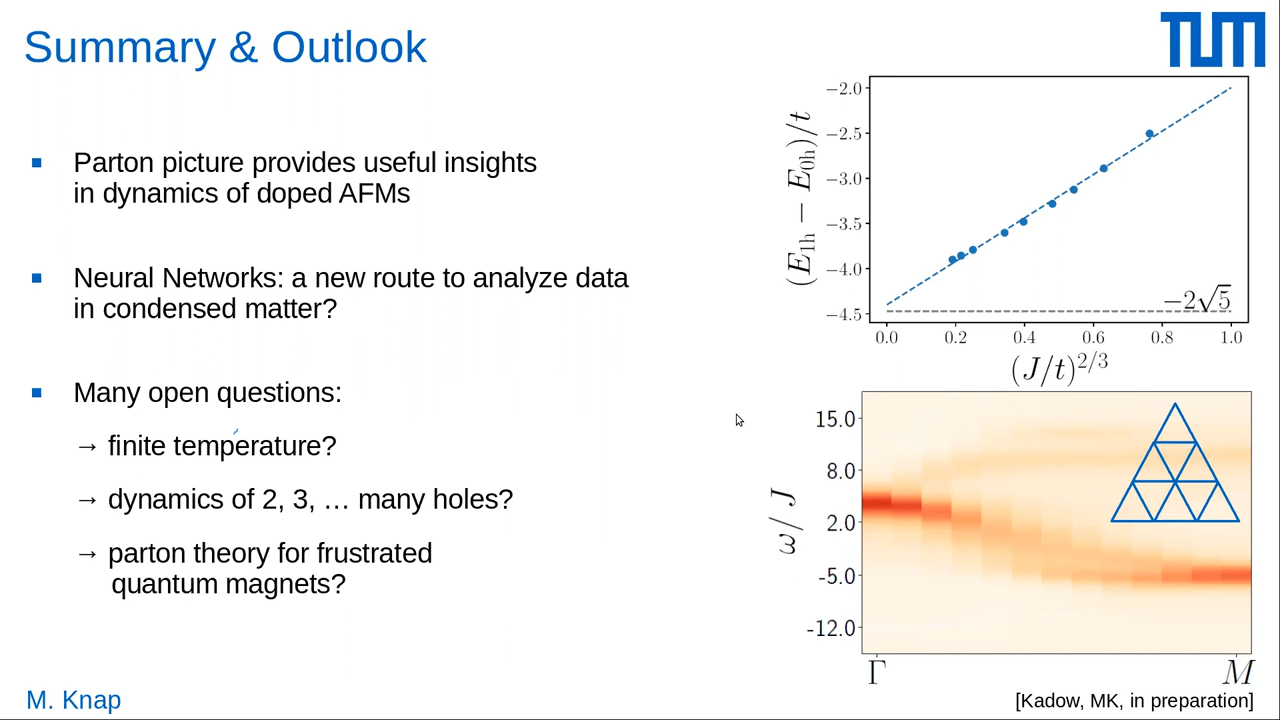 Summary & Outlook
TUM
▪ Parton picture provides useful insights
in dynamics of doped AFMs
▪ Neural Networks: a new route to analyze data
in condensed matter?
▪ Many open questions:
→ finite temperature?
→ dynamics of 2, 3, … many holes?
→ parton theory for frustrated
quantum magnets?
(E1h − E0h)/t
−2.0
−2.5
−3.0
−3.5
−4.0
−4.5
−2√5
0.0 0.2 0.4 0.6 0.8 1.0
(J/t)^2/3
ω/ J
15.0
8.0
2.0
-5.0
-12.0
Γ M
M. Knap
[Kadow, MK, in preparation]